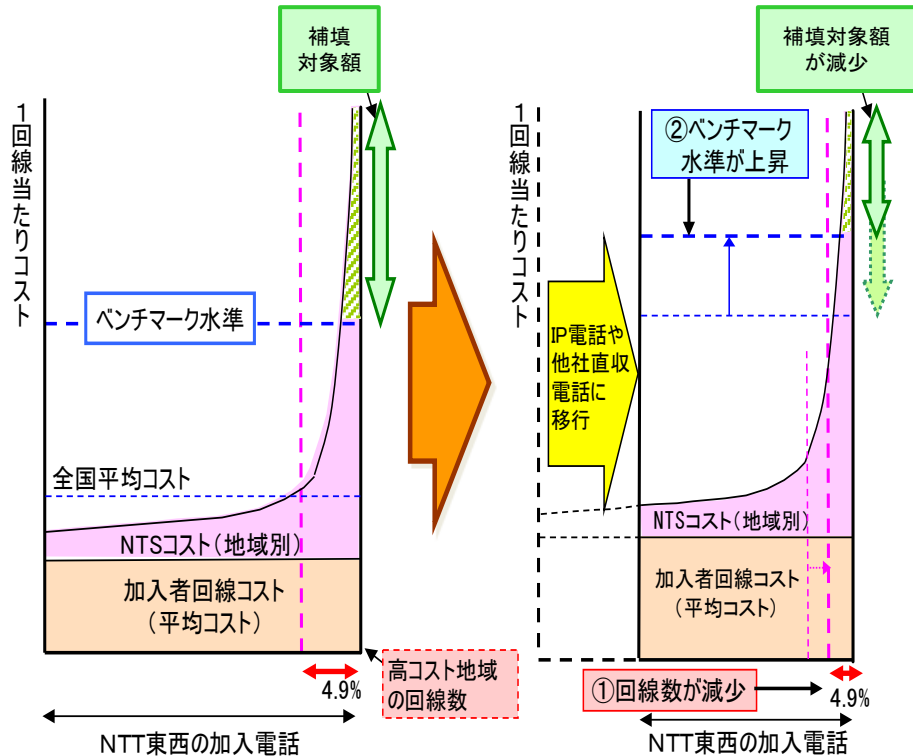 補填
対象額
1回線当たりコスト
ベンチマーク水準
全国平均コスト
NTSコスト(地域別)
加入者回線コスト
(平均コスト)
4.9%
高コスト地域
の回線数
NTT東西の加入電話
補填対象額
が減少
1回線当たりコスト
②ベンチマーク
水準が上昇
IP電話や
他社直収
電話に
移行
NTSコスト(地域別)
加入者回線コスト
(平均コスト)
①回線数が減少
4.9%
NTT東西の加入電話